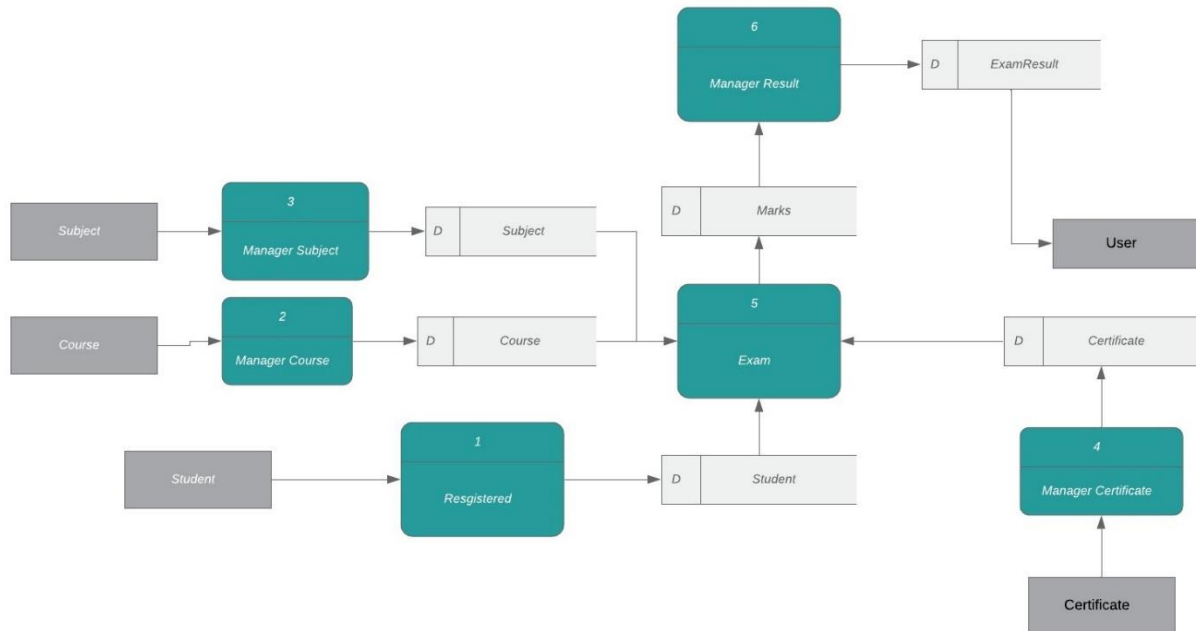 6
Manager Result
D
ExamResult
3
Manager Subject
Subject
D
Subject
D
Marks
User
2
Manager Course
Course
D
Course
5
Exam
D
Certificate
1
Resgistered
Student
D
Student
4
Manager Certificate
Certificate